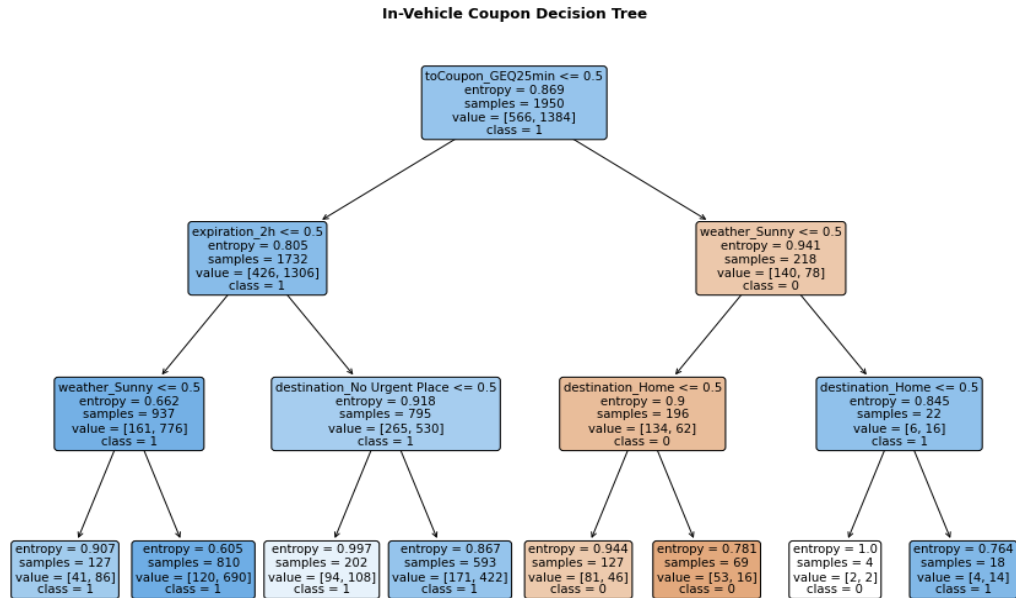 In-Vehicle Coupon Decision Tree
toCoupon_GEQ25min <= 0.5
entropy = 0.869
samples = 1950
value = [566, 1384]
class = 1
expiration_2h <= 0.5
entropy = 0.805
samples = 1732
value = [426, 1306]
class = 1
weather_Sunny <= 0.5
entropy = 0.941
samples = 218
value = [140, 78]
class = 0
weather_Sunny <= 0.5
entropy = 0.662
samples = 937
value = [161, 776]
class = 1
destination_No Urgent Place <= 0.5
entropy = 0.918
samples = 795
value = [265, 530]
class = 1
destination_Home <= 0.5
entropy = 0.9
samples = 196
value = [134, 62]
class = 0
destination_Home <= 0.5
entropy = 0.845
samples = 22
value = [6, 16]
class = 1
entropy = 0.907
samples = 127
value = [41, 86]
class = 1
entropy = 0.605
samples = 810
value = [120, 690]
class = 1
entropy = 0.997
samples = 202
value = [94, 108]
class = 1
entropy = 0.867
samples = 593
value = [171, 422]
class = 1
entropy = 0.944
samples = 127
value = [81, 46]
class = 0
entropy = 0.781
samples = 69
value = [53, 16]
class = 0
entropy = 1.0
samples = 4
value = [2, 2]
class = 0
entropy = 0.764
samples = 18
value = [4, 14]
class = 1